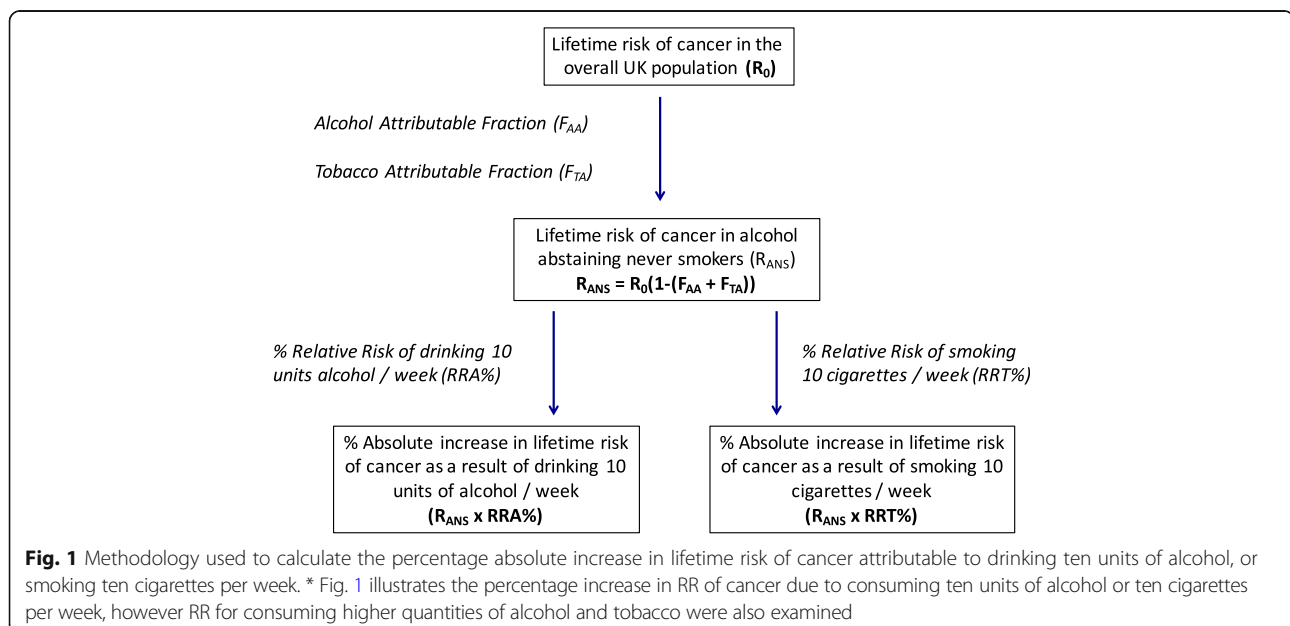 Lifetime risk of cancer in the
overall UK population (R0)
Alcohol Attributable Fraction (FAA)
Tobacco Attributable Fraction (FTA)
Lifetime risk of cancer in alcohol
abstaining never smokers (RANS)
RANS = R0(1-(FAA + FTA))
% Relative Risk of drinking 10
units alcohol / week (RRA%)
% Relative Risk of smoking
10 cigarettes / week (RRT%)
% Absolute increase in lifetime risk
of cancer as a result of drinking 10
units of alcohol / week
(RANS x RRA%)
% Absolute increase in lifetime risk
of cancer as a result of smoking 10
cigarettes / week
(RANS x RRT%)
Fig. 1 Methodology used to calculate the percentage absolute increase in lifetime risk of cancer attributable to drinking ten units of alcohol, or
smoking ten cigarettes per week. * Fig. 1 illustrates the percentage increase in RR of cancer due to consuming ten units of alcohol or ten cigarettes
per week, however RR for consuming higher quantities of alcohol and tobacco were also examined